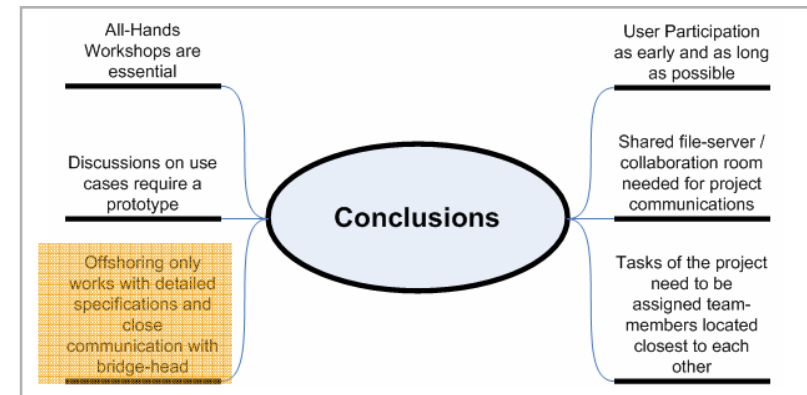 All-Hands
Workshops are
essential
Discussions on use
cases require a
prototype
Offshoring only
works with detailed
specifications and
close
communication with
bridge-head
Conclusions
User Participation
as early and as long
as possible
Shared file-server /
collaboration room
needed for project
communications
Tasks of the project
need to be
assigned team-
members located
closest to each
other